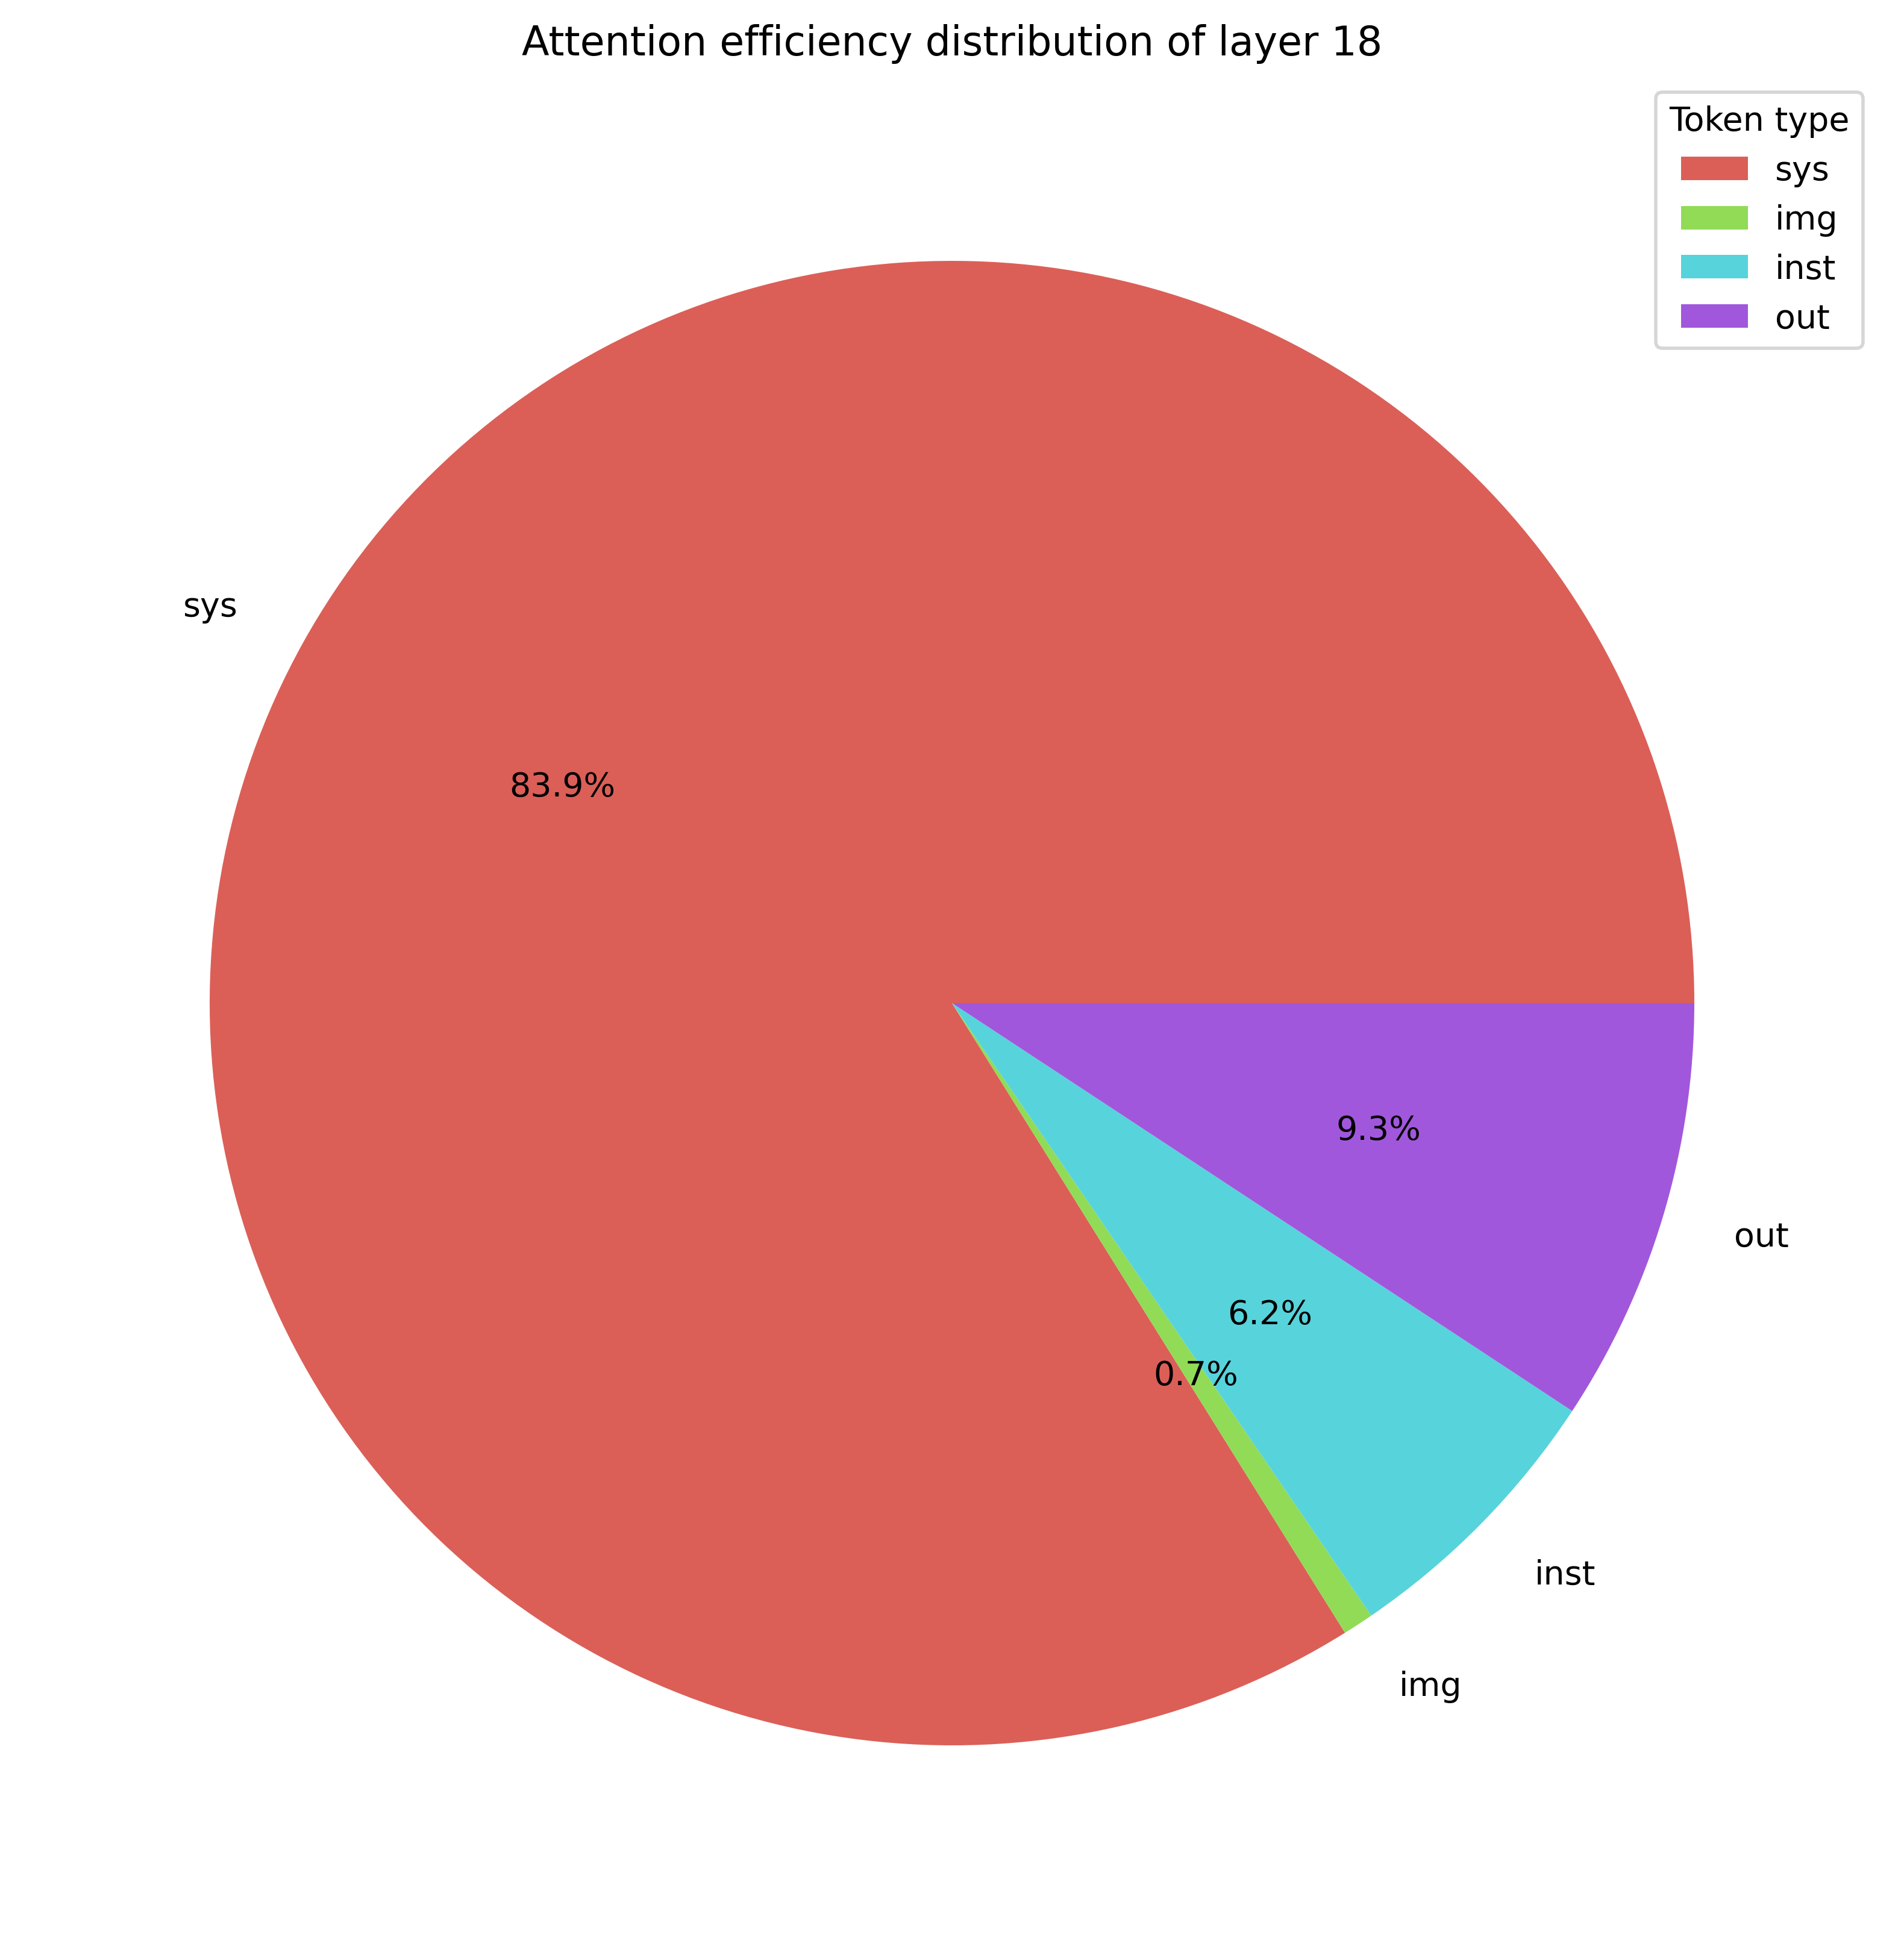 Attention efficiency distribution of layer 18
Token type
sys
img
inst
out
sys
83.9%
9.3%
out
6.2%
0.7%
inst
img